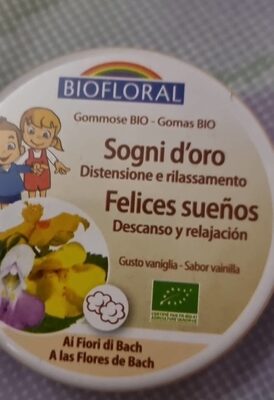 BIOFLORAL
Gommose BIO - Gomas BIO
Sogni d'oro
Distensione e rilassamento
Felices sueños
Descanso y relajación
Gusto vaniglia - Sabor vainilla
Ai Fiori di Bach
A las Flores de Bach